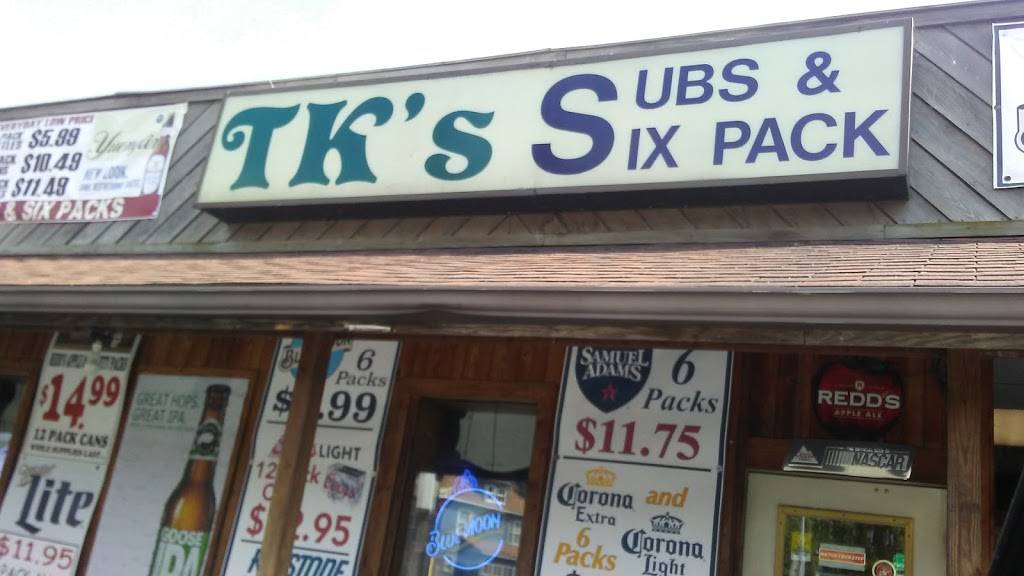 TK's SUBS &
SIX PACK
EVERYDAY LOW PRICE
$5.99
$10.49
$11.49
NEW LOOK.
& SIX PACKS
Yuengling
$14.99
12 PACK CANS
Lite
$11.95
GREAT HOPS.
GREAT IPA.
GOOSE
IPA
6
Packs
.99
LIGHT
2.95
BLUE MOON
SAMUEL
ADAMS
6
Packs
$11.75
Corona
Extra
and
6
Packs
Corona
Light
REDD'S
APPLE ALE
NASCAR